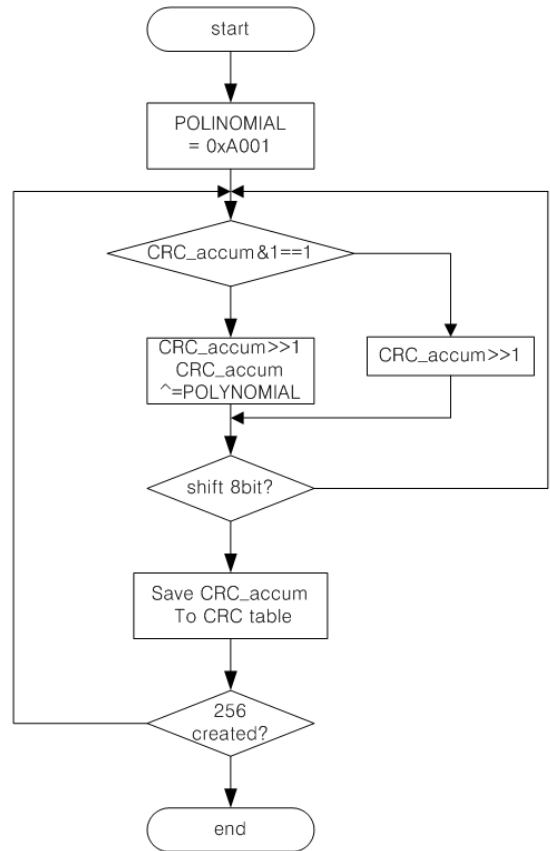 start
POLINOMIAL
= 0xA001
CRC_accum&1==1
CRC_accum>>1
CRC_accum
^=POLYNOMIAL
CRC_accum>>1
shift 8bit?
Save CRC_accum
To CRC table
256
created?
end